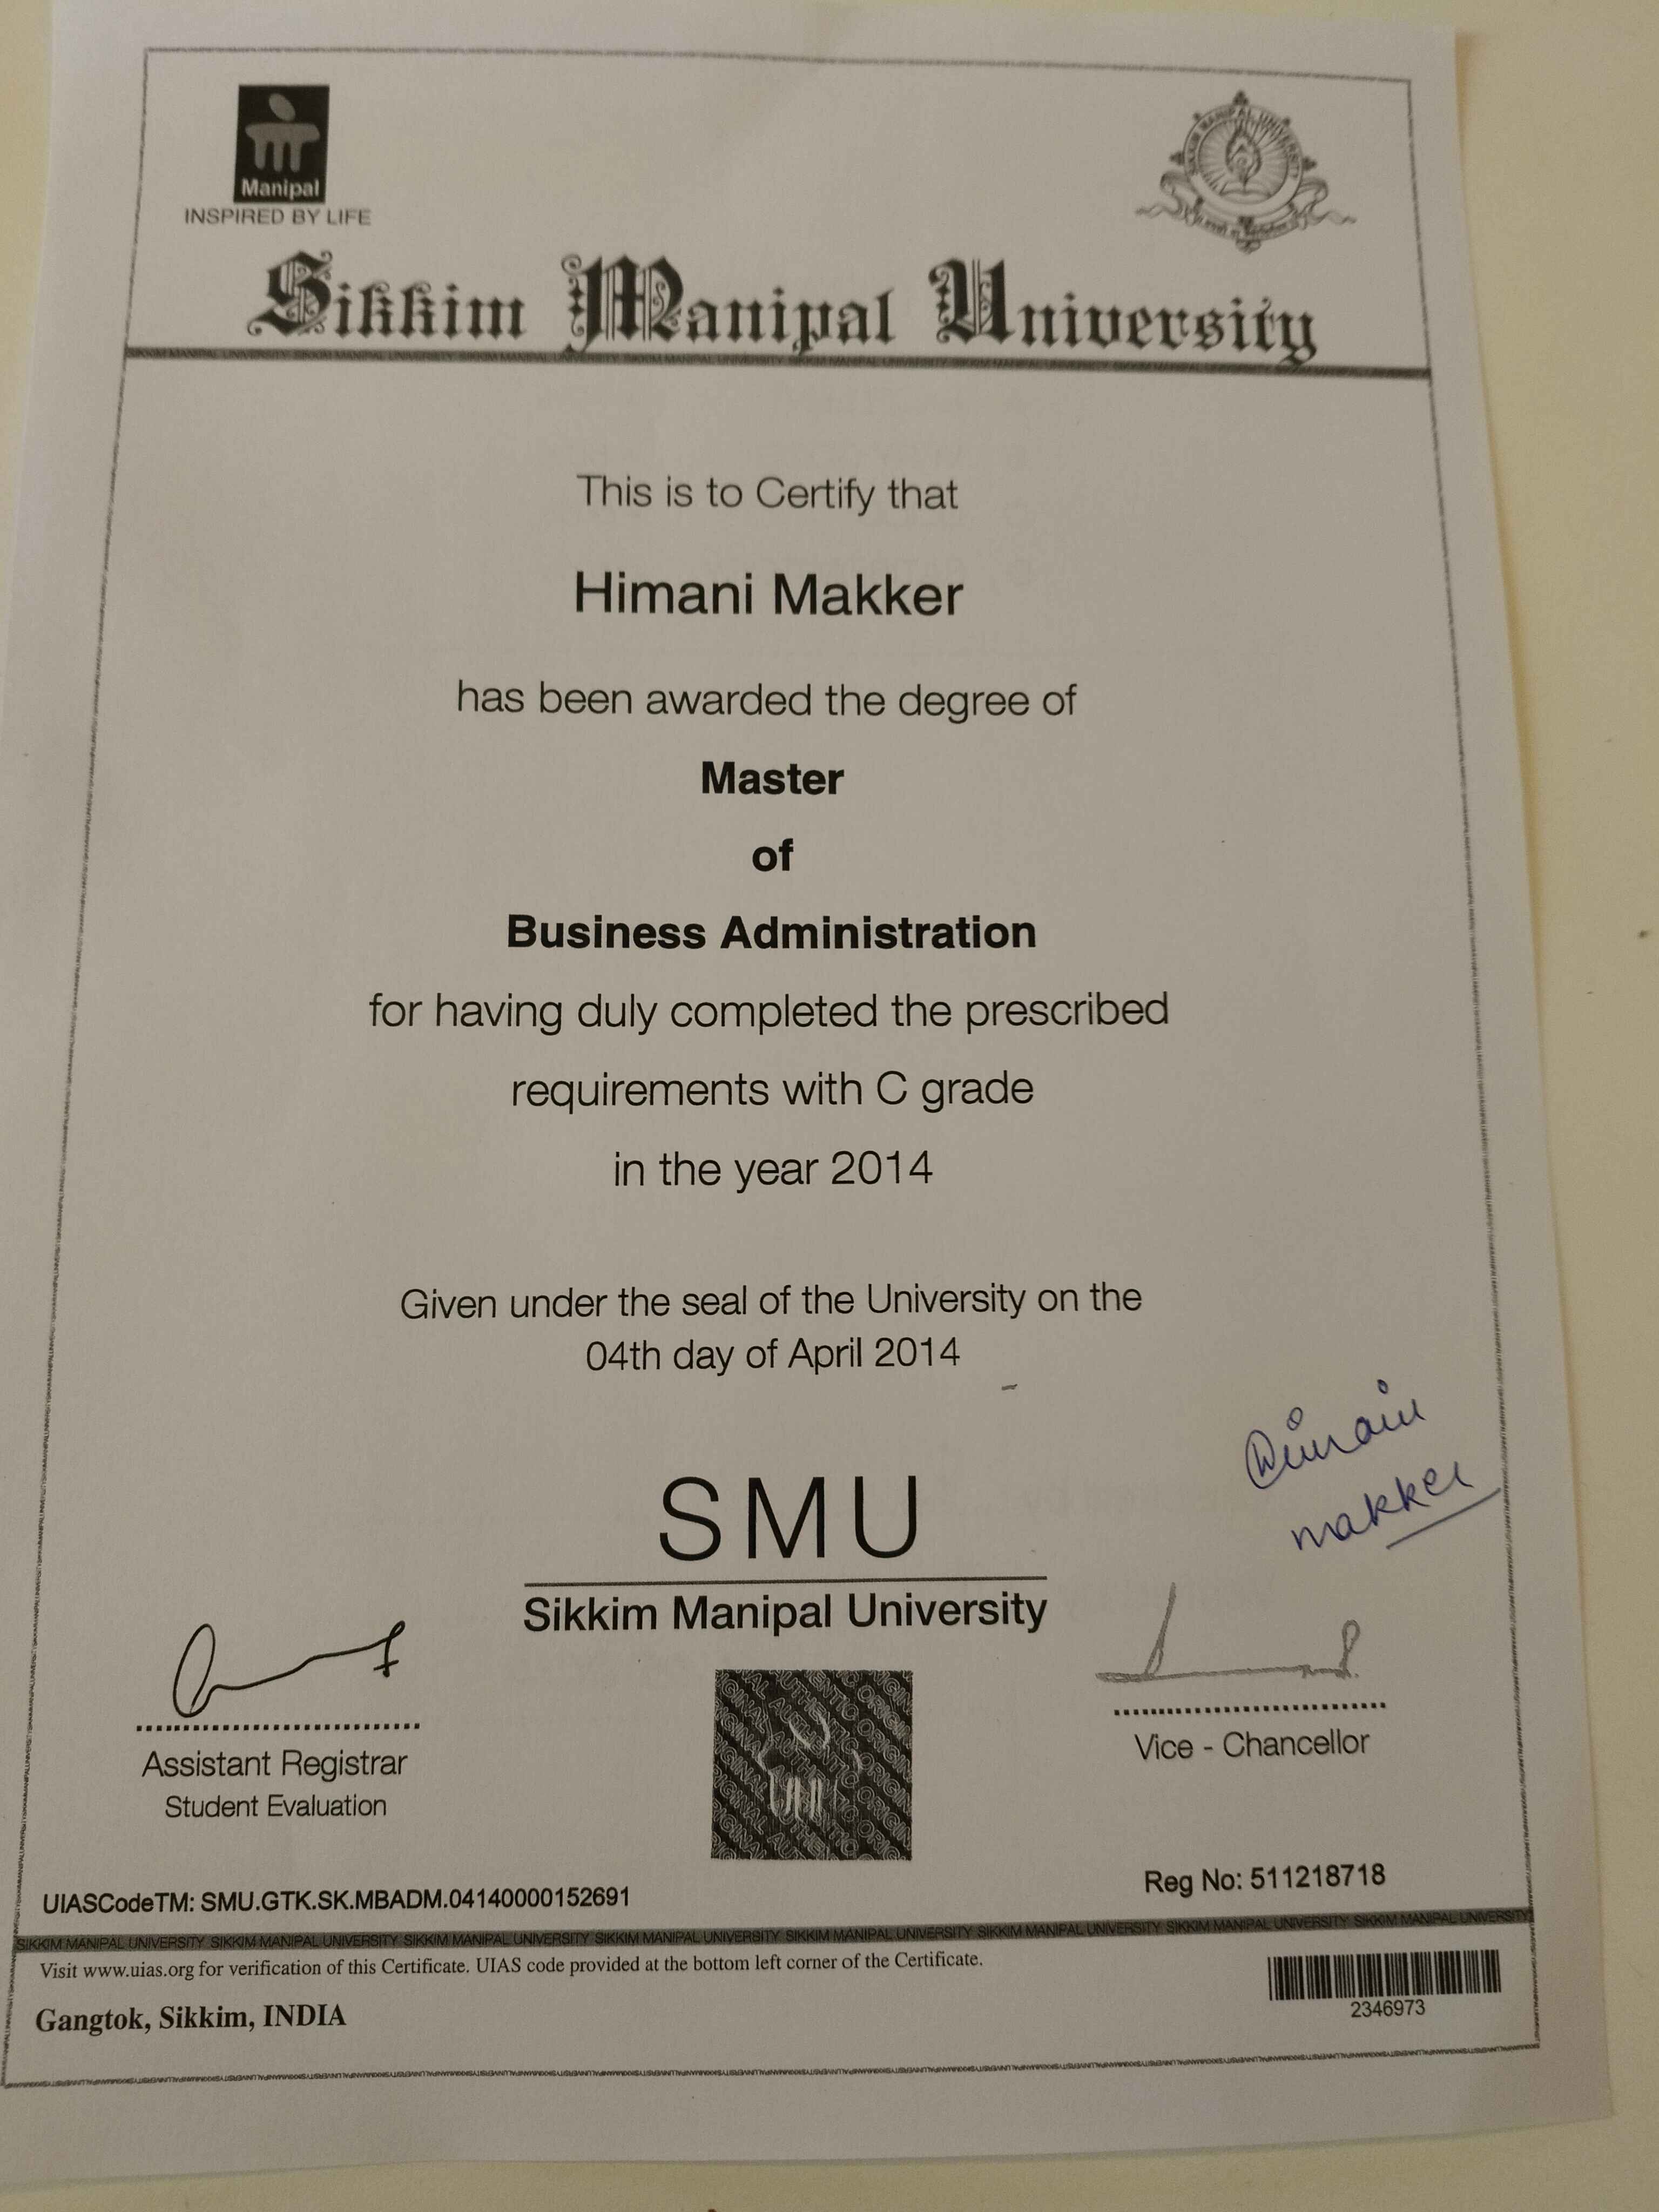 Manipal
INSPIRED BY LIFE
Sikkim Manipal University
This is to Certify that
Himani Makker
has been awarded the degree of
Master
of
Business Administration
for having duly completed the prescribed
requirements with C grade
in the year 2014
Given under the seal of the University on the
04th day of April 2014
makker
SMU
Sikkim Manipal University
Assistant Registrar
Student Evaluation
Vice - Chancellor
UIASCodeTM: SMU.GTK.SK.MBADM.04140000152691
Reg No: 511218718
SIKKIM MANIPAL UNIVERSITY SIKKIM MANIPAL UNIVERSITY SIKKIM MANIPAL UNIVERSITY SIKKIM MANIPAL UNIVERSITY SIKKIM MANIPAL UNIVERSITY SIKKIM MANIPAL UNIVERSITY SIKKIM MANIPAL UNIVERSITY SIKKIM MANIPAL UNIVERSITY
Visit www.uias.org for verification of this Certificate. UIAS code provided at the bottom left corner of the Certificate.
Gangtok, Sikkim, INDIA
2346973